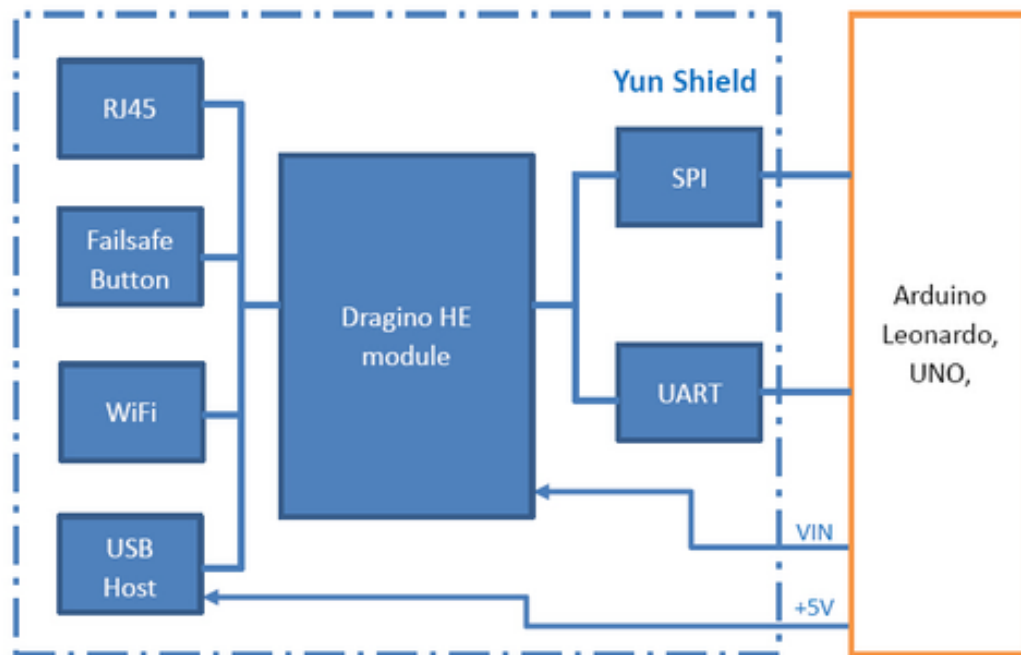 Yun Shield
RJ45
Failsafe
Button
WiFi
USB
Host
Dragino HE
module
SPI
UART
VIN
+5V
Arduino
Leonardo,
UNO,